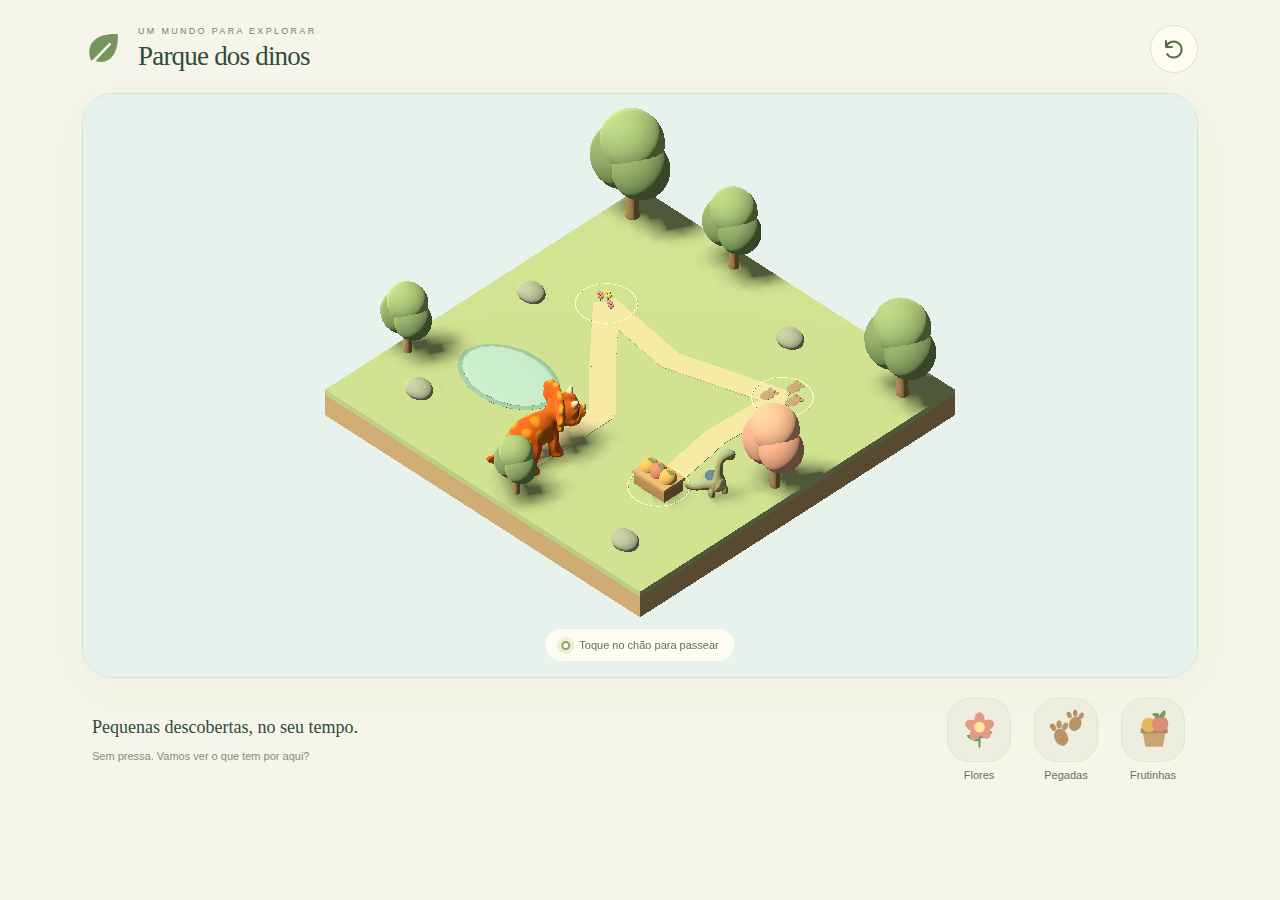 UM MUNDO PARA EXPLORAR
Parque dos dinos
Toque no chão para passear
Pequenas descobertas, no seu tempo.
Sem pressa. Vamos ver o que tem por aqui?
Flores
Pegadas
Frutinhas